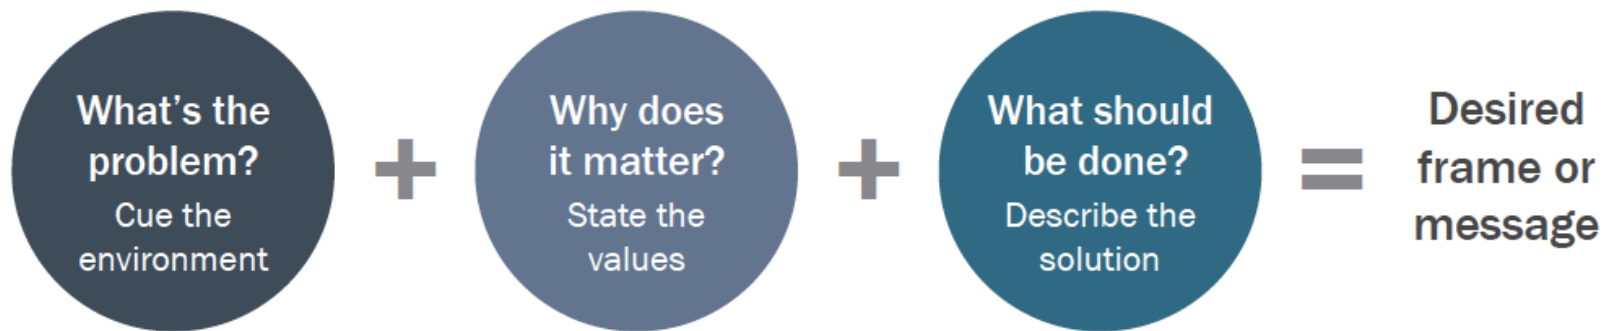 What's the
problem?
Cue the
environment
+
Why does
it matter?
State the
values
+
What should
be done?
Describe the
solution
=
Desired
frame or
message